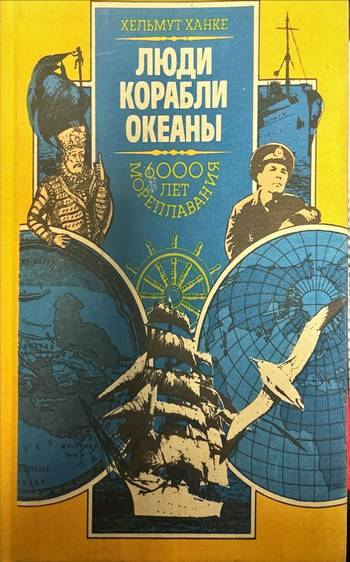 ХЕЛЬМУТ ХАНКЕ
ЛЮДИ
КОРАБЛИ
ОКЕАНЫ
6000
ЛЕТ
МОРЕПЛАВАНИЯ